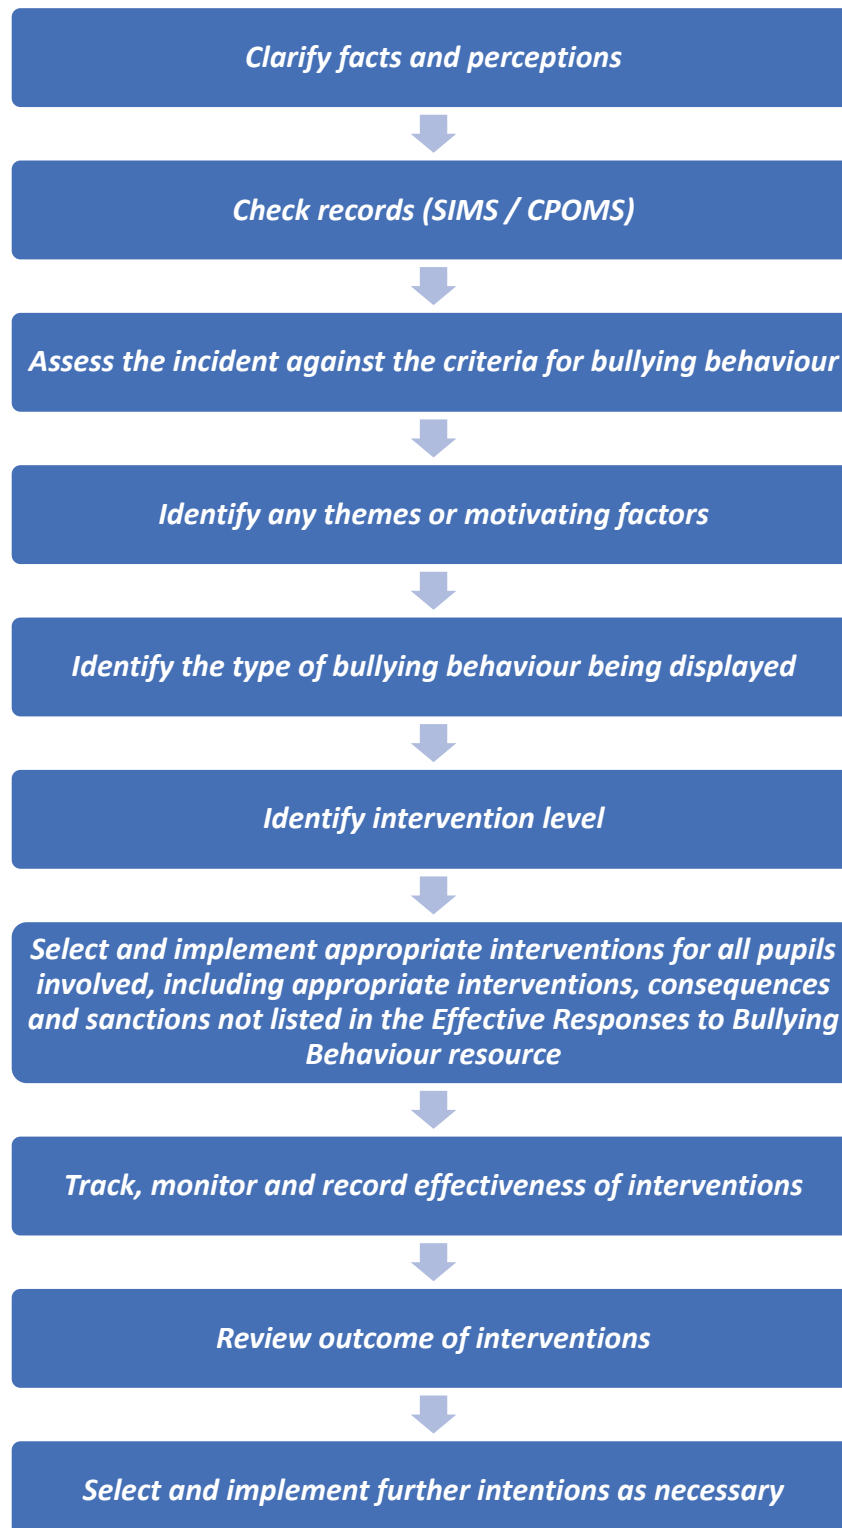 Clarify facts and perceptions
Check records (SIMS / CPOMS)
Assess the incident against the criteria for bullying behaviour
Identify any themes or motivating factors
Identify the type of bullying behaviour being displayed
Identify intervention level
Select and implement appropriate interventions for all pupils
involved, including appropriate interventions, consequences
and sanctions not listed in the Effective Responses to Bullying
Behaviour resource
Track, monitor and record effectiveness of interventions
Review outcome of interventions
Select and implement further intentions as necessary